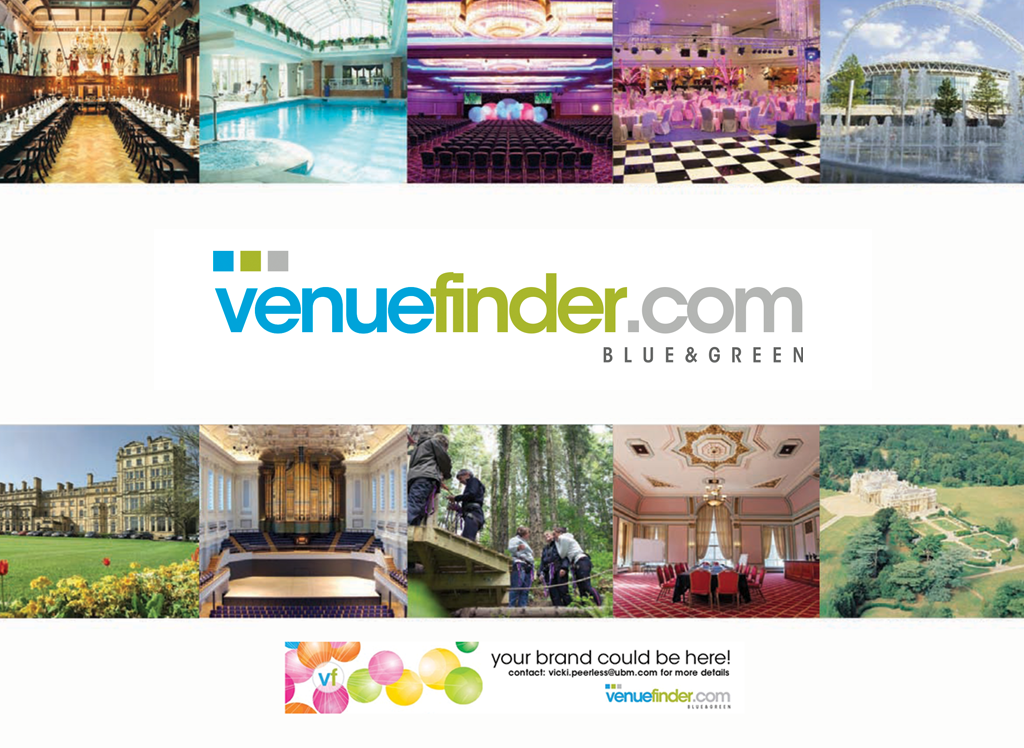 venuefinder.com
BLUE&GREEN
vf
your brand could be here!
contact: vicki.peerless@ubm.com for more details
venuefinder.com
BLUE&GREEN